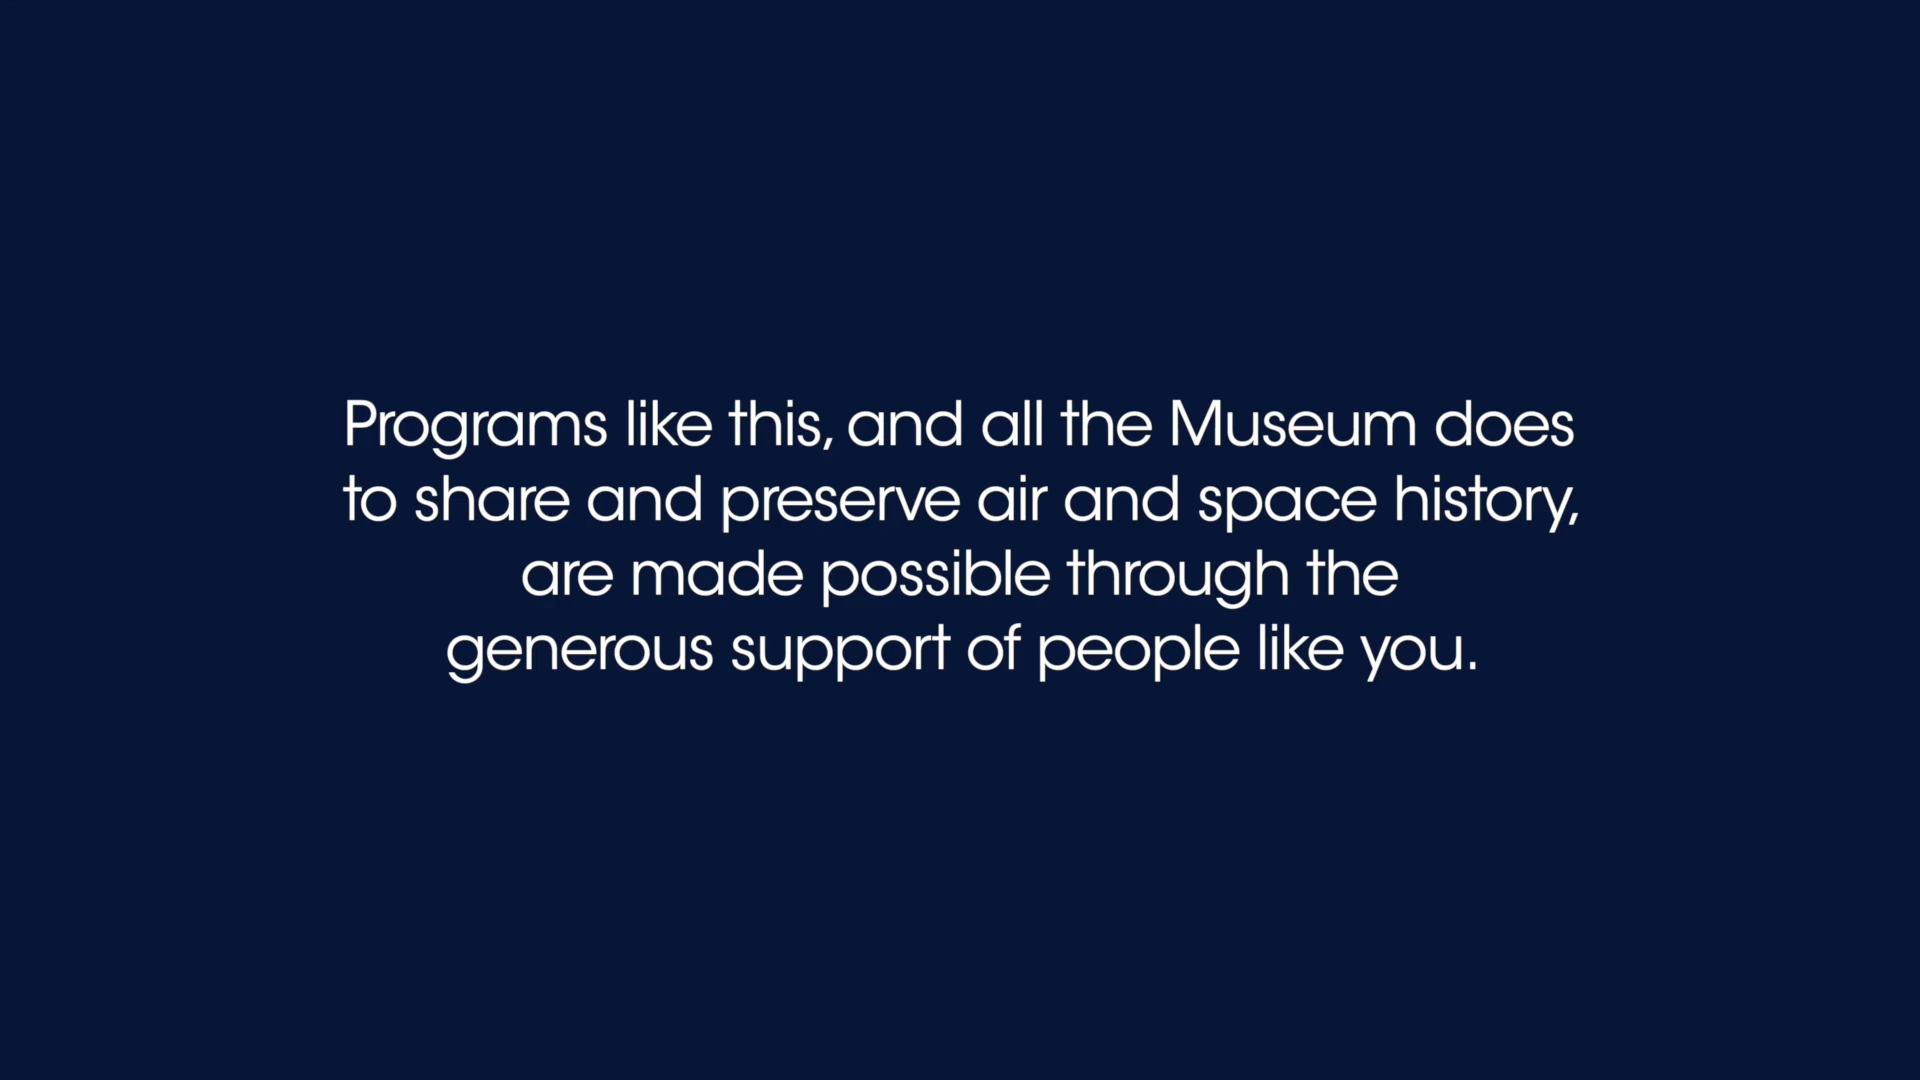 Programs like this, and all the Museum does
to share and preserve air and space history,
are made possible through the
generous support of people like you.